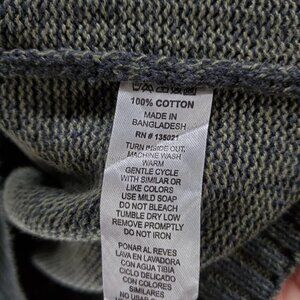 100% COTTON
MADE IN
BANGLADESH
RN # 135021
TURN INSIDE OUT,
MACHINE WASH
WARM
GENTLE CYCLE
WITH SIMILAR OR
LIKE COLORS
USE MILD SOAP
DO NOT BLEACH
TUMBLE DRY LOW
REMOVE PROMPTLY
DO NOT IRON
PONAR AL REVES
LAVA EN LAVADORA
CON AGUA TIBIA
CICLO DELICADO
CON COLORES
SIMILARES